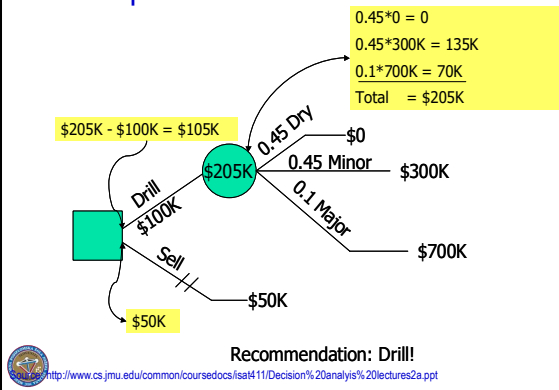 0.45*0 = 0
0.45*300K = 135K
0.1*700K = 70K
Total = $205K
$205K - $100K = $105K
0.45 Dry
$0
$205K
0.45 Minor
$300K
Drill
$100K
0.1 Major
$700K
Sell
$50K
$50K
Recommendation: Drill!
Source: http://www.cs.jmu.edu/common/coursedocs/isat411/Decision%20analyis%20lectures2a.ppt